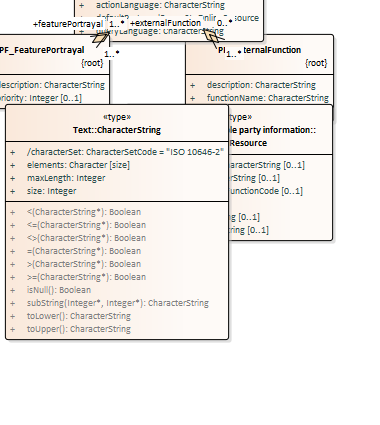 actionLanguage: CharacterString
+featurePortrayal 1..* +externalFunction 0..* source
queryLanguage: CharacterString
1..* 1..*
PF_FeaturePortrayal
{root}
description: CharacterString
priority: Integer [0..1]
ternalFunction
{root}
+ description: CharacterString
+ functionName: CharacterString
«type»
Text::CharacterString
+ /characterSet: CharacterSetCode = "ISO 10646-2"
+ elements: Character [size]
+ maxLength: Integer
+ size: Integer
+ <(CharacterString*): Boolean
+ <=(CharacterString*): Boolean
+ <>(CharacterString*): Boolean
+ =(CharacterString*): Boolean
+ >(CharacterString*): Boolean
+ >=(CharacterString*): Boolean
+ isNull(): Boolean
+ subString(Integer*, Integer*): CharacterString
+ toLower(): CharacterString
+ toUpper(): CharacterString
type»
le party information::
Resource
aracterString [0..1]
rString [0..1]
unctionCode [0..1]
g [0..1]
ring [0..1]